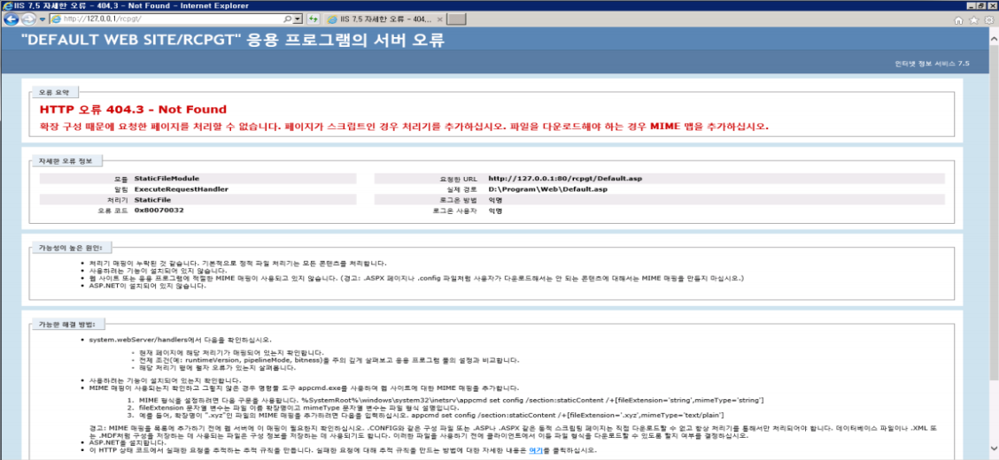 IIS 7.5 자세한 오류 - 404.3 - Not Found - Internet Explorer
http://127.0.0.1/rcpgt/
IIS 7.5 자세한 오류 - 404...
"DEFAULT WEB SITE/RCPGT" 응용 프로그램의 서버 오류
인터넷 정보 서비스 7.5
오류 요약
HTTP 오류 404.3 - Not Found
확장 구성 때문에 요청한 페이지를 처리할 수 없습니다. 페이지가 스크립트인 경우 처리기를 추가하십시오. 파일을 다운로드해야 하는 경우 MIME 맵을 추가하십시오.
자세한 오류 정보
모듈 StaticFileModule
알림 ExecuteRequestHandler
처리기 StaticFile
오류 코드 0x80070032
요청한 URL http://127.0.0.1:80/rcpgt/Default.asp
실제 경로 D:\Program\Web\Default.asp
로그온 방법 익명
로그온 사용자 익명
가능성이 높은 원인:
• 처리기 매핑이 누락된 것 같습니다. 기본적으로 정적 파일 처리기는 모든 콘텐츠를 처리합니다.
• 사용하려는 기능이 설치되어 있지 않습니다.
• 웹 사이트 또는 응용 프로그램에 적절한 MIME 매핑이 사용되고 있지 않습니다. (경고: .ASPX 페이지나 .config 파일처럼 사용자가 다운로드해서는 안 되는 콘텐츠에 대해서는 MIME 매핑을 만들지 마십시오.)
• ASP.NET이 설치되어 있지 않습니다.
가능한 해결 방법:
• system.webServer/handlers에서 다음을 확인하십시오.
◦ 현재 페이지에 해당 처리기가 매핑되어 있는지 확인합니다.
◦ 전제 조건(예: runtimeVersion, pipelineMode, bitness)을 주의 깊게 살펴보고 응용 프로그램 풀의 설정과 비교합니다.
◦ 해당 처리기 행에 철자 오류가 있는지 살펴봅니다.
• 사용하려는 기능이 설치되어 있는지 확인합니다.
• MIME 매핑이 사용되는지 확인하고 그렇지 않은 경우 명령줄 도구 appcmd.exe를 사용하여 웹 사이트에 대한 MIME 매핑을 추가합니다.
1. MIME 형식을 설정하려면 다음 구문을 사용합니다. %SystemRoot%\windows\system32\inetsrv\appcmd set config /section:staticContent /+[fileExtension='string',mimeType='string']
2. fileExtension 문자열 변수는 파일 이름 확장명이고 mimeType 문자열 변수는 파일 형식 설명입니다.
3. 예를 들어, 확장명이 ".xyz"인 파일의 MIME 매핑을 추가하려면 다음을 입력하십시오. appcmd set config /section:staticContent /+[fileExtension='.xyz',mimeType='text/plain']
경고: MIME 매핑을 목록에 추가하기 전에 웹 서버에 이 매핑이 필요한지 확인하십시오. .CONFIG와 같은 구성 파일 또는 .ASP나 .ASPX 같은 동적 스크립팅 페이지는 직접 다운로드할 수 없고 항상 처리기를 통해서만 처리되어야 합니다. 데이터베이스 파일이나 .XML 또
는 .MDF처럼 구성을 저장하는 데 사용되는 파일은 구성 정보를 저장하는 데 사용되기도 합니다. 이러한 파일을 사용하기 전에 클라이언트에서 이들 파일 형식을 다운로드할 수 있도록 할지 여부를 결정하십시오.
• ASP.NET을 설치합니다.
• 이 HTTP 상태 코드에서 실패한 요청을 추적하는 추적 규칙을 만듭니다. 실패한 요청에 대해 추적 규칙을 만드는 방법에 대한 자세한 내용은 여기를 클릭하십시오.